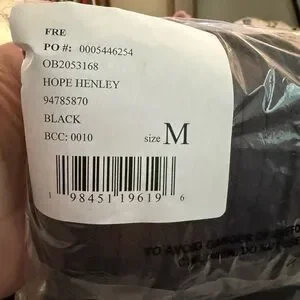 FRE
PO #: 0005446254
OB2053168
HOPE HENLEY
94785870
BLACK
BCC: 0010 size M
1 98451 19619 6
TO AVOID DANGER OF